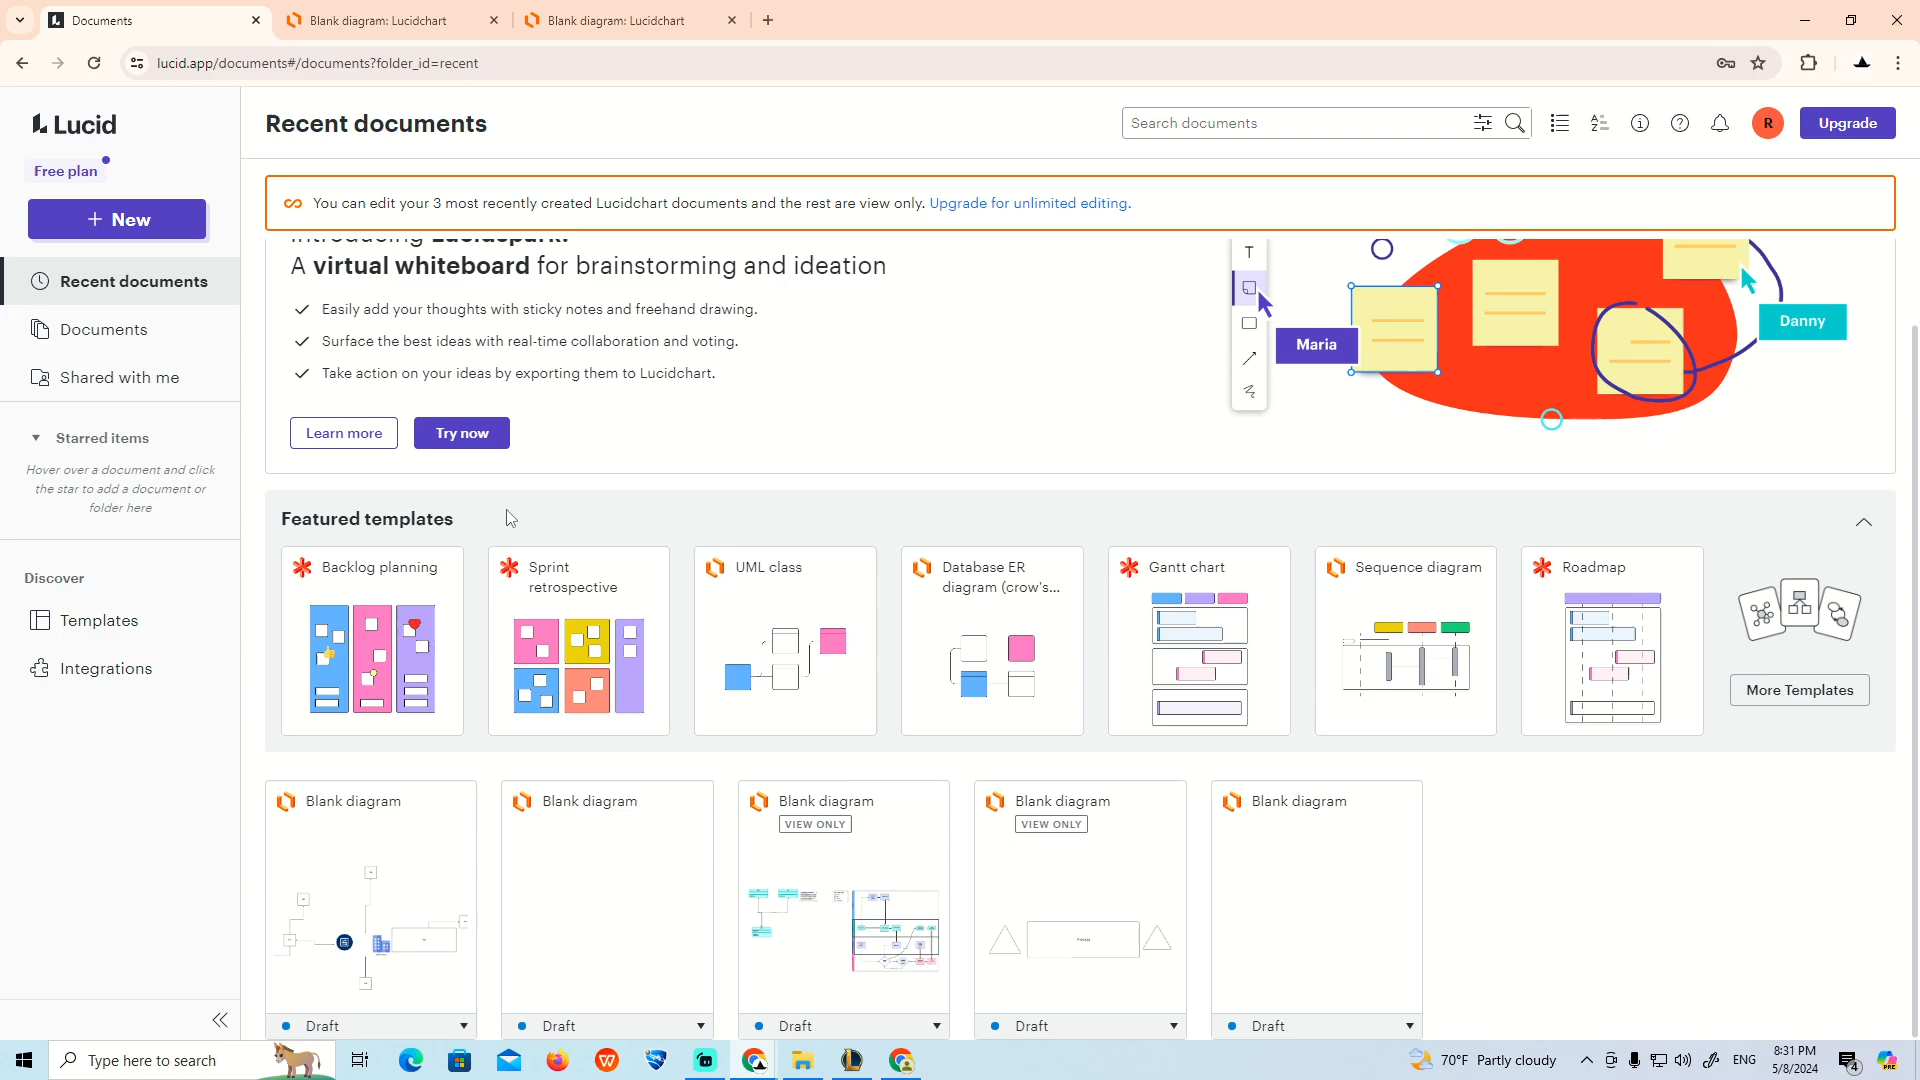 Documents
Blank diagram: Lucidchart
Blank diagram: Lucidchart
lucid.app/documents#/documents?folder_id=recent
Lucid
Free plan
+ New
Recent documents
Documents
Shared with me
Starred items
Hover over a document and click
the star to add a document or
folder here
Discover
Templates
Integrations
Recent documents
Search documents
R
Upgrade
You can edit your 3 most recently created Lucidchart documents and the rest are view only. Upgrade for unlimited editing.
Introducing Lucidspark:
A virtual whiteboard for brainstorming and ideation
Easily add your thoughts with sticky notes and freehand drawing.
Surface the best ideas with real-time collaboration and voting.
Take action on your ideas by exporting them to Lucidchart.
Learn more
Try now
T
Maria
Danny
Featured templates
Backlog planning
Sprint
retrospective
UML class
Database ER
diagram (crow's...
Gantt chart
Sequence diagram
Roadmap
More Templates
Blank diagram
Draft
Blank diagram
Draft
Blank diagram
VIEW ONLY
Draft
Blank diagram
VIEW ONLY
Process
Draft
Blank diagram
Draft
Type here to search
70°F Partly cloudy
ENG
8:31 PM
5/8/2024
4
PRE